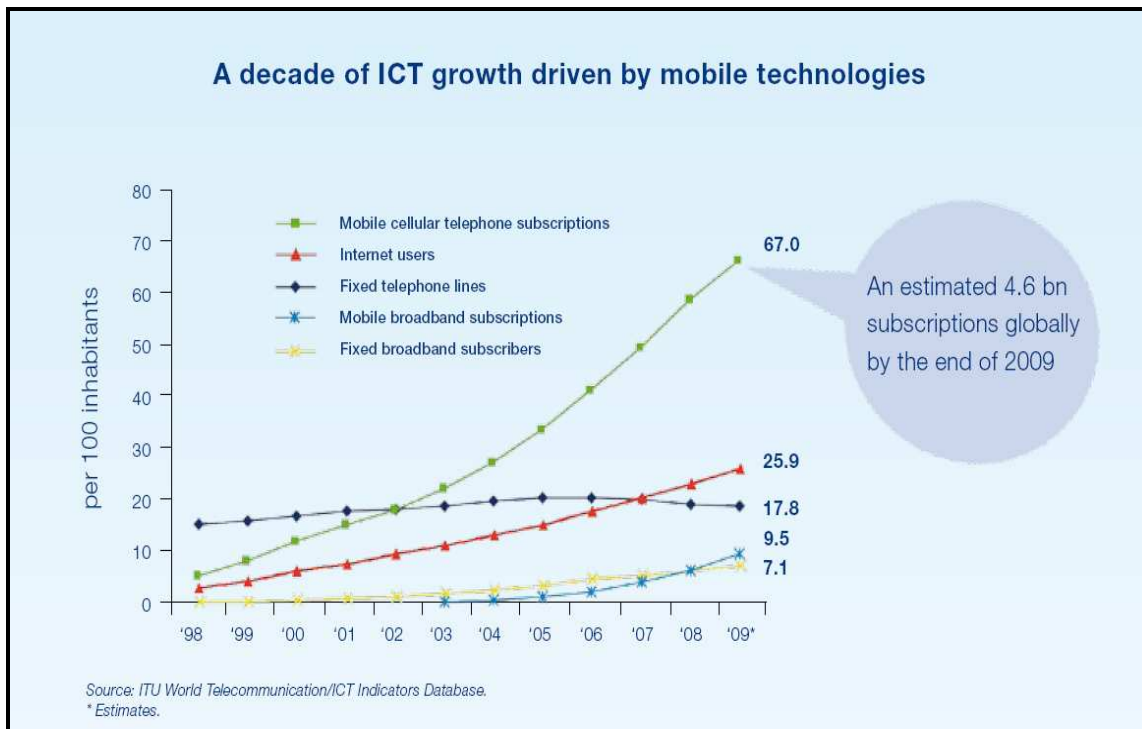 A decade of ICT growth driven by mobile technologies
80
70
60
50
40
30
20
10
0
per 100 inhabitants
Mobile cellular telephone subscriptions
Internet users
Fixed telephone lines
Mobile broadband subscriptions
Fixed broadband subscribers
67.0
25.9
17.8
9.5
7.1
An estimated 4.6 bn
subscriptions globally
by the end of 2009
‘98 ‘99 ‘00 ‘01 ‘02 ‘03 ‘04 ‘05 ‘06 ‘07 ‘08 ‘09*
Source: ITU World Telecommunication/ICT Indicators Database.
* Estimates.